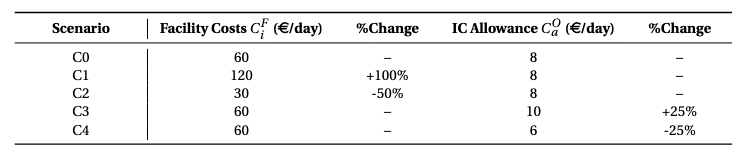 Scenario Facility Costs C_i^F (€/day) %Change IC Allowance C_a^O (€/day) %Change
C0 60 – 8 –
C1 120 +100% 8 –
C2 30 -50% 8 –
C3 60 – 10 +25%
C4 60 – 6 -25%